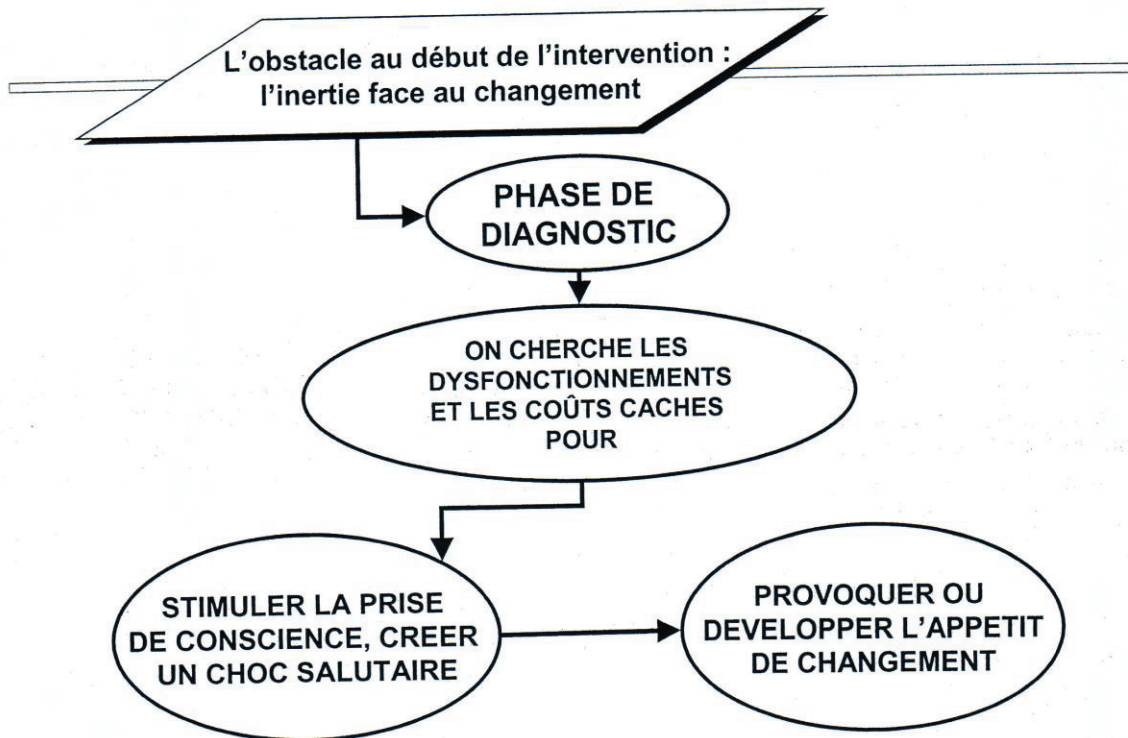 L'obstacle au début de l'intervention :
l'inertie face au changement
PHASE DE
DIAGNOSTIC
ON CHERCHE LES
DYSFONCTIONNEMENTS
ET LES COÛTS CACHES
POUR
STIMULER LA PRISE
DE CONSCIENCE, CREER
UN CHOC SALUTAIRE
PROVOQUER OU
DEVELOPPER L'APPETIT
DE CHANGEMENT